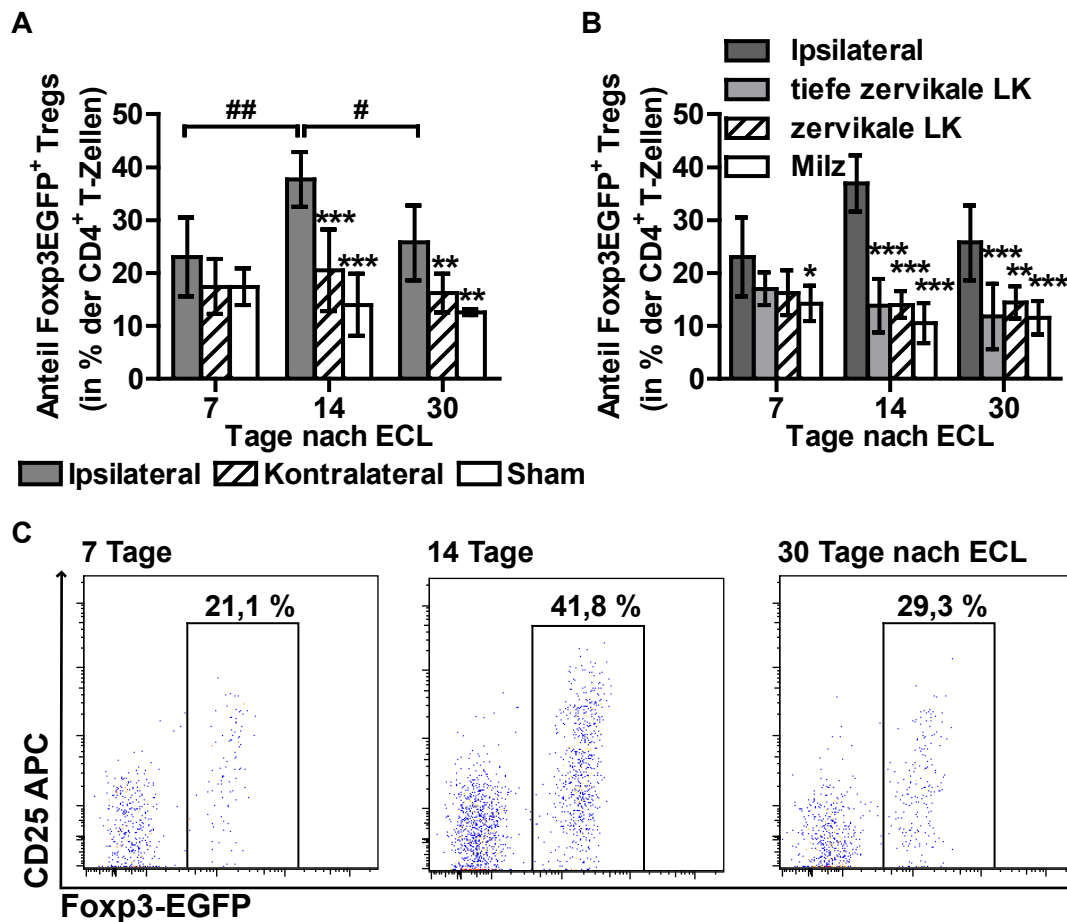 A
Anteil Foxp3EGFP⁺ Tregs
(in % der CD4⁺ T-Zellen)
50
40
30
20
10
0
##
#
***
***
**
**
7
14
30
Tage nach ECL
Ipsilateral
Kontralateral
Sham
B
Ipsilateral
tiefe zervikale LK
zervikale LK
Milz
Anteil Foxp3EGFP⁺ Tregs
(in % der CD4⁺ T-Zellen)
50
40
30
20
10
0
*
***
***
***
***
**
***
7
14
30
Tage nach ECL
C
7 Tage
14 Tage
30 Tage nach ECL
21,1 %
41,8 %
29,3 %
CD25 APC
Foxp3-EGFP